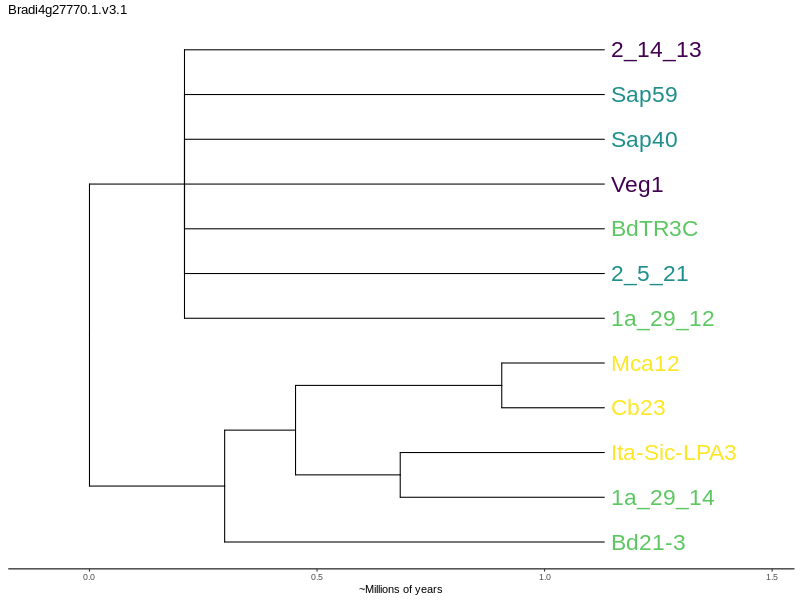 Bradi4g27770.1.v3.1
2_14_13
Sap59
Sap40
Veg1
BdTR3C
2_5_21
1a_29_12
Mca12
Cb23
Ita-Sic-LPA3
1a_29_14
Bd21-3
0.0 0.5 1.0 1.5
~Millions of years